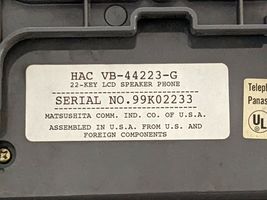 HAC VB-44223-G
22-KEY LCD SPEAKER PHONE
SERIAL NO.99K02233
MATSUSHITA COMM. IND. CO. OF U.S.A.
ASSEMBLED IN U.S.A. FROM U.S. AND
FOREIGN COMPONENTS
Teleph
Panas
UL